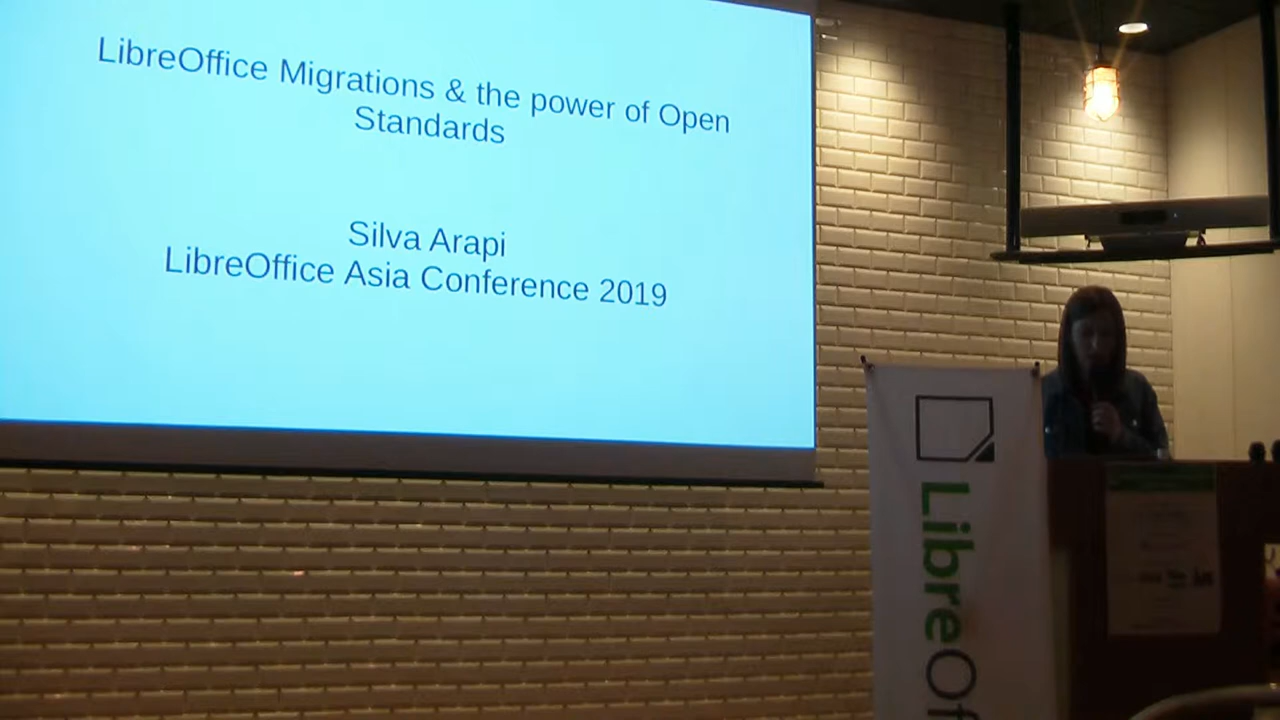 LibreOffice Migrations & the power of Open
Standards
Silva Arapi
LibreOffice Asia Conference 2019
LibreOf